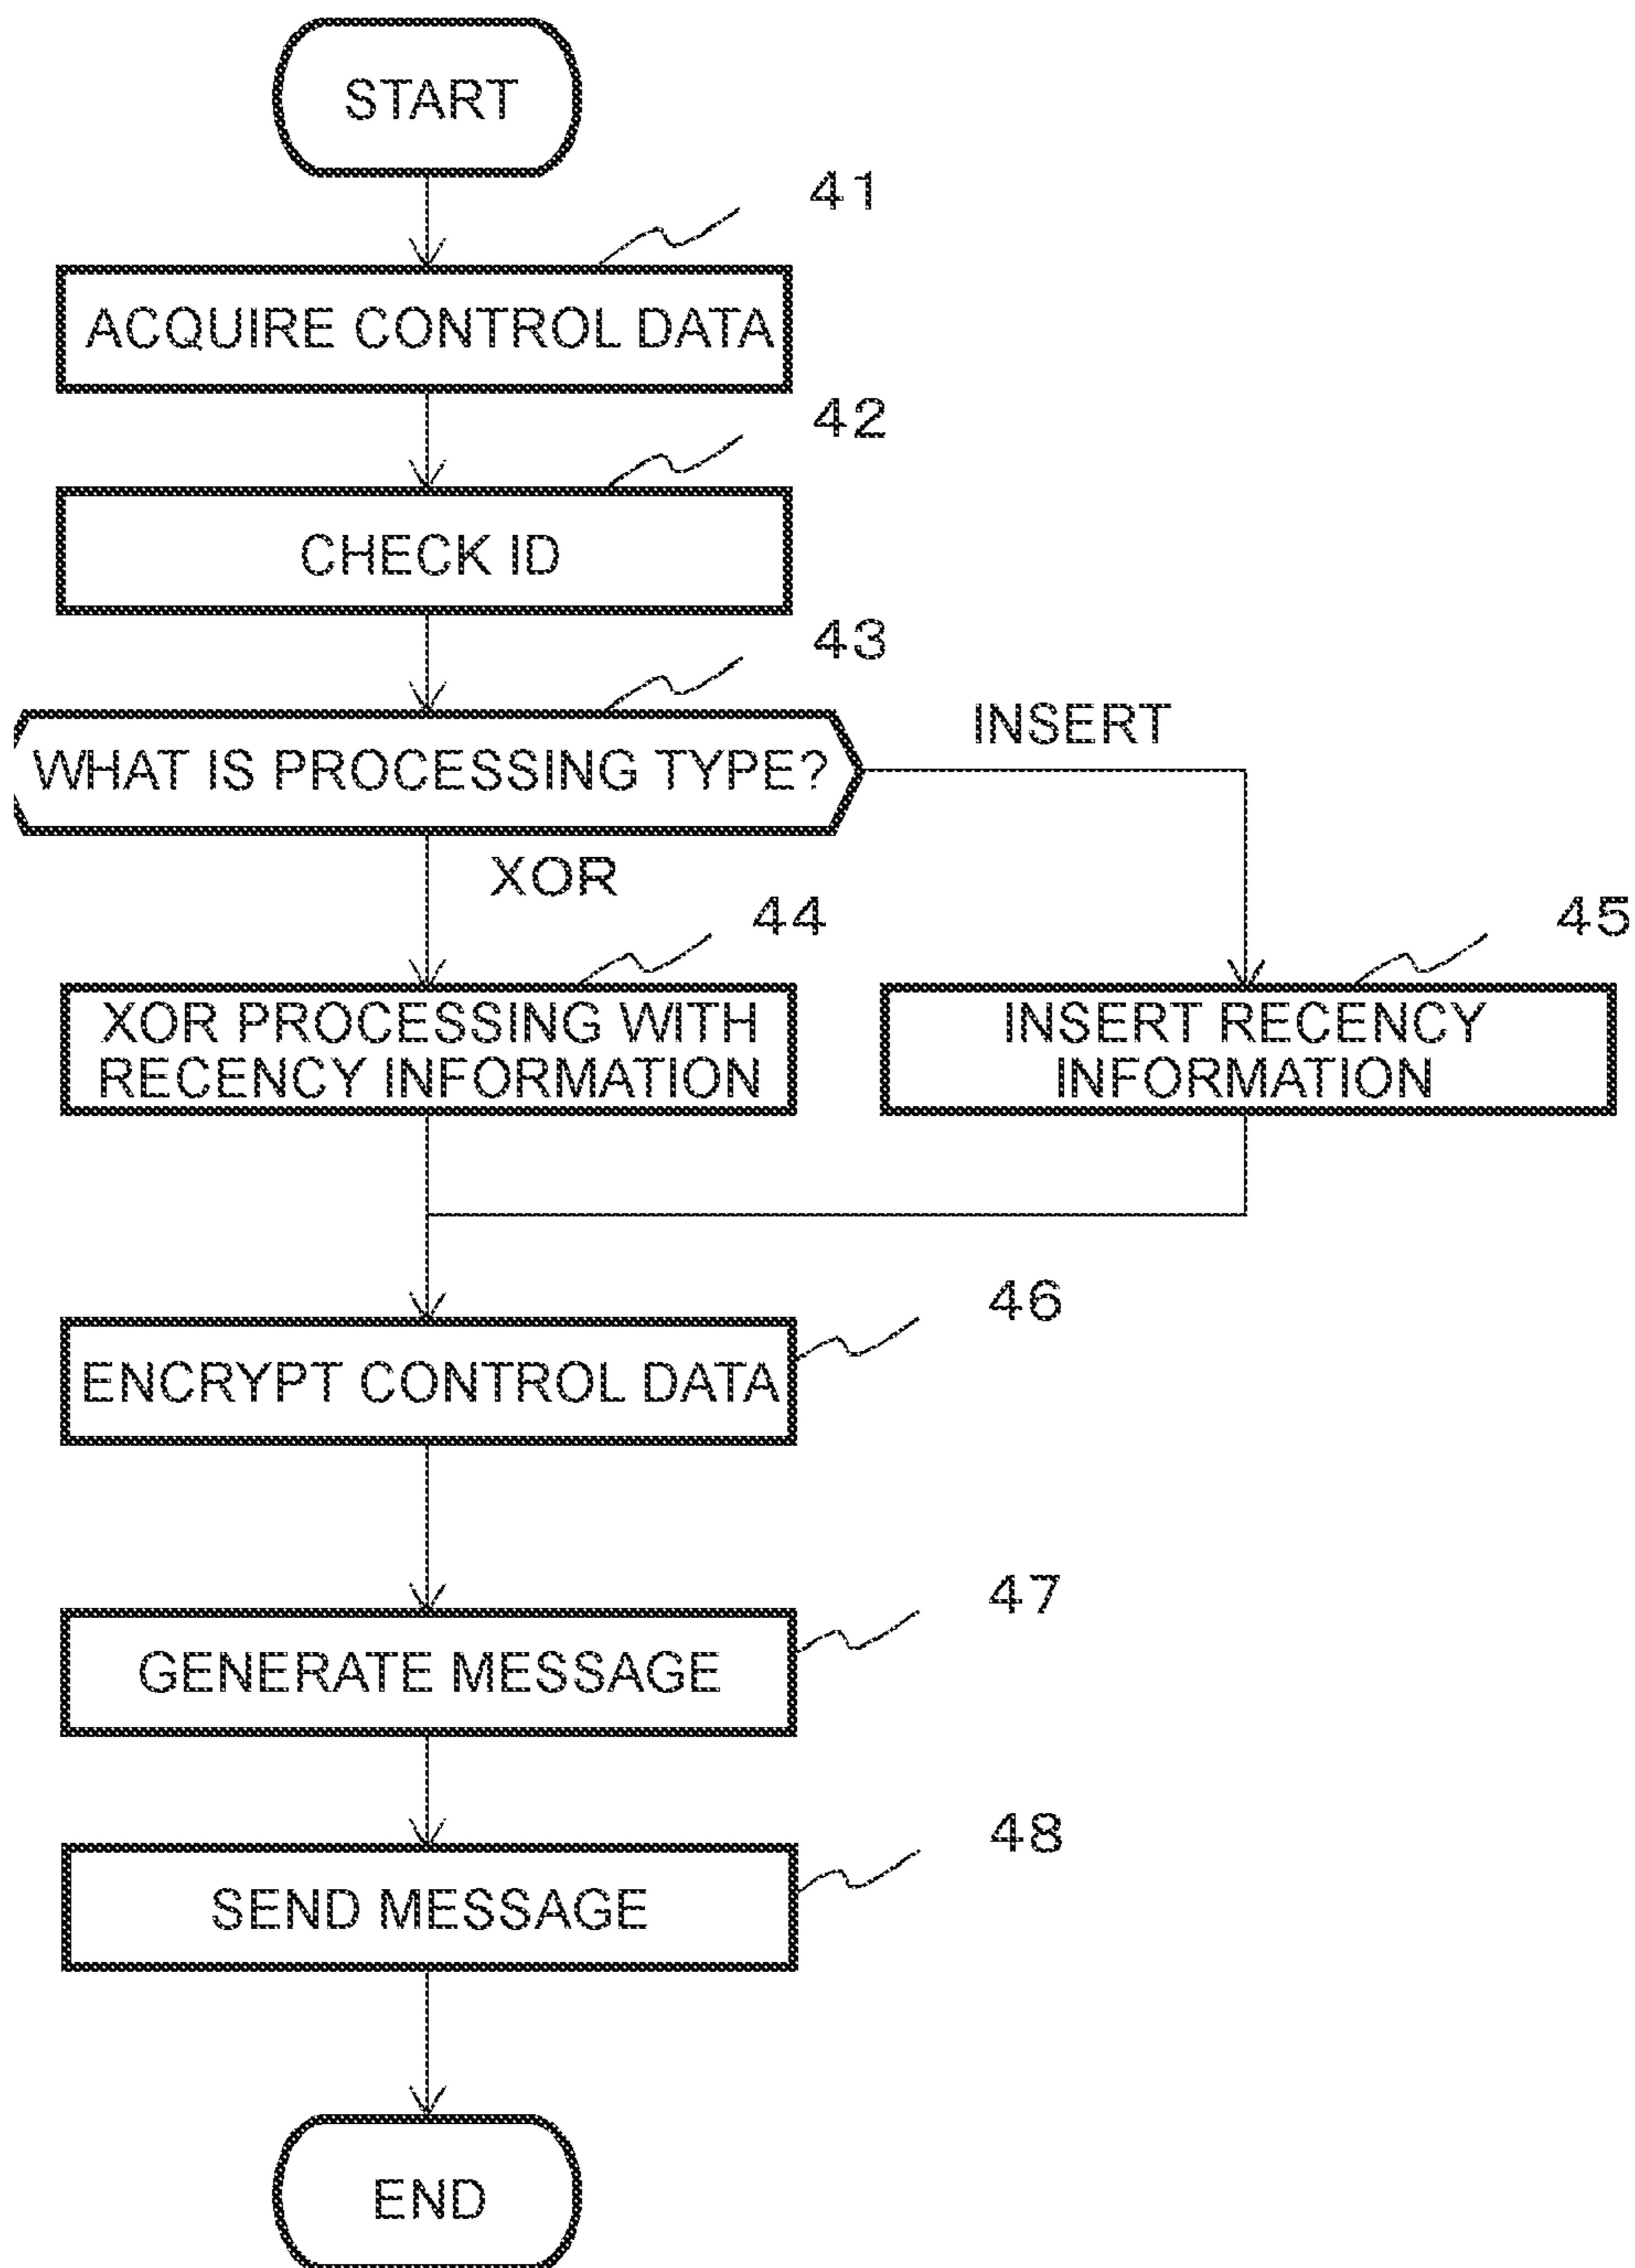 START
41
ACQUIRE CONTROL DATA
42
CHECK ID
43
WHAT IS PROCESSING TYPE?
INSERT
XOR
44
XOR PROCESSING WITH
RECENCY INFORMATION
45
INSERT RECENCY
INFORMATION
46
ENCRYPT CONTROL DATA
47
GENERATE MESSAGE
48
SEND MESSAGE
END